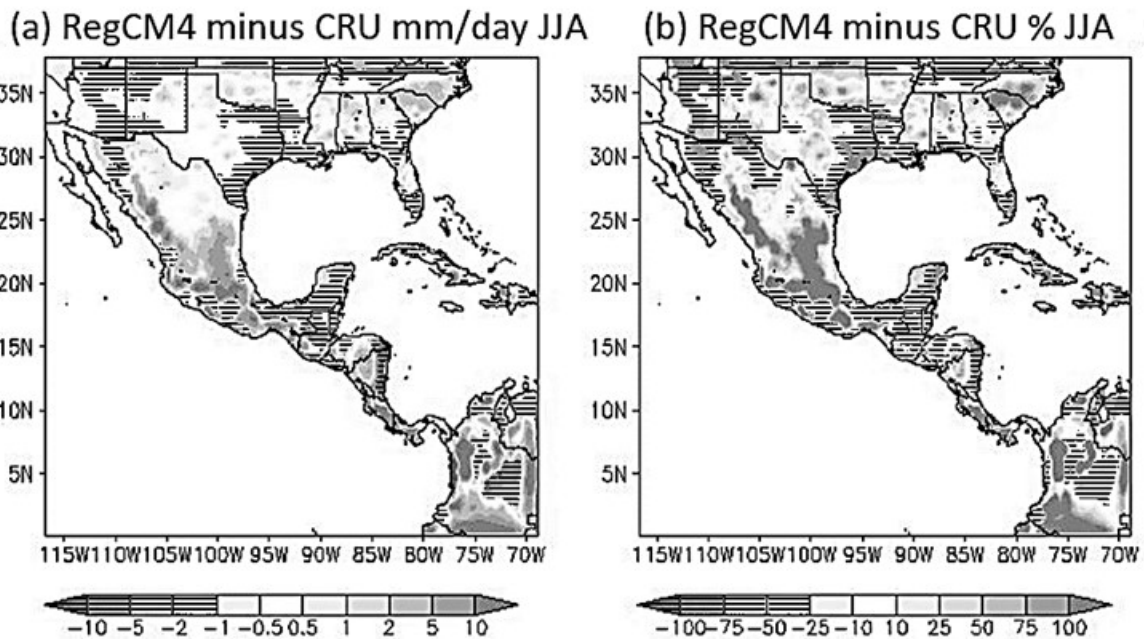 (a) RegCM4 minus CRU mm/day JJA
(b) RegCM4 minus CRU % JJA
35N
30N
25N
20N
15N
10N
5N
115W 110W 105W 100W 95W 90W 85W 80W 75W 70W
35N
30N
25N
20N
15N
10N
5N
115W 110W 105W 100W 95W 90W 85W 80W 75W 70W
-10 -5 -2 -1 -0.5 0.5 1 2 5 10
-100 -75 -50 -25 -10 10 25 50 75 100